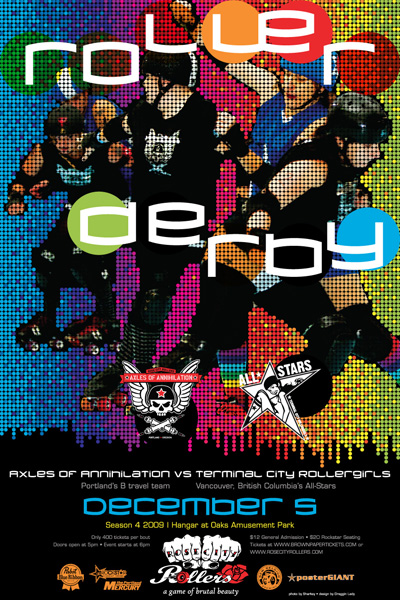 roller
derby
AXLES OF ANNIHILATION
PORTLAND • OREGON
ALL★STARS
Axles of Annihilation vs Terminal City Rollergirls
Portland's B travel team
Vancouver, British Columbia's All-Stars
December 5
Season 4 2009 | Hangar at Oaks Amusement Park
Only 400 tickets per bout
Doors open at 5pm • Event starts at 6pm
$12 General Admission • $20 Rockstar Seating
Tickets at WWW.BROWNPAPERTICKETS.COM or
WWW.ROSECITYROLLERS.COM
ROSE CITY
Rollers
a game of brutal beauty
Pabst
Blue Ribbon
MERCURY
posterGIANT